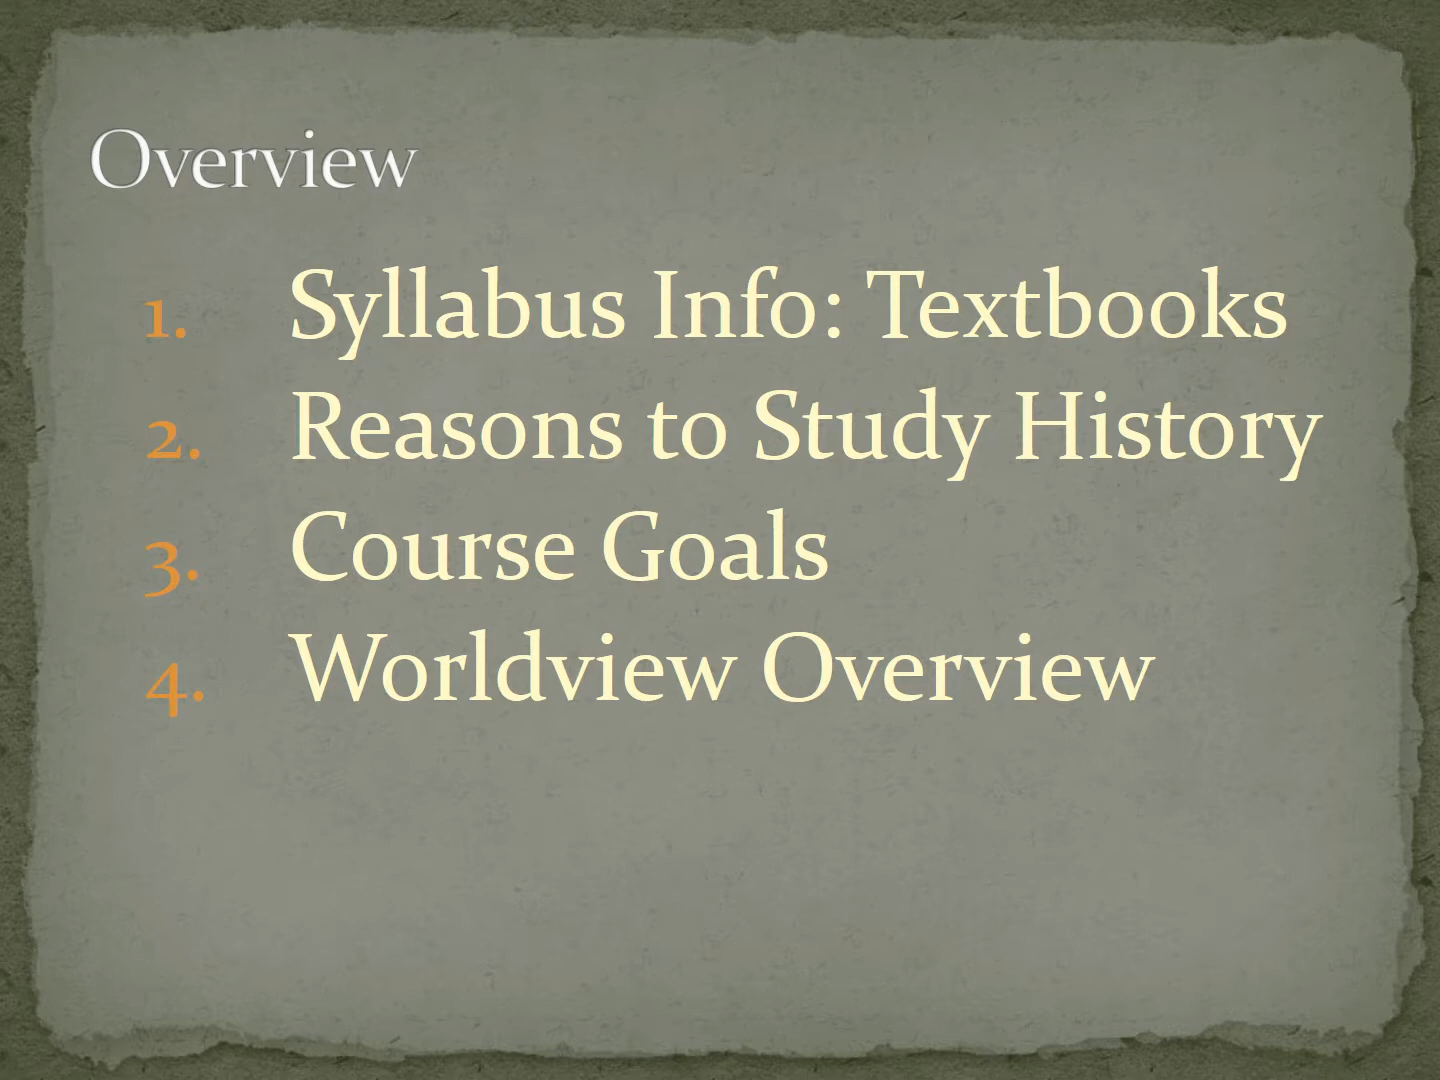 Overview
1. Syllabus Info: Textbooks
2. Reasons to Study History
3. Course Goals
4. Worldview Overview